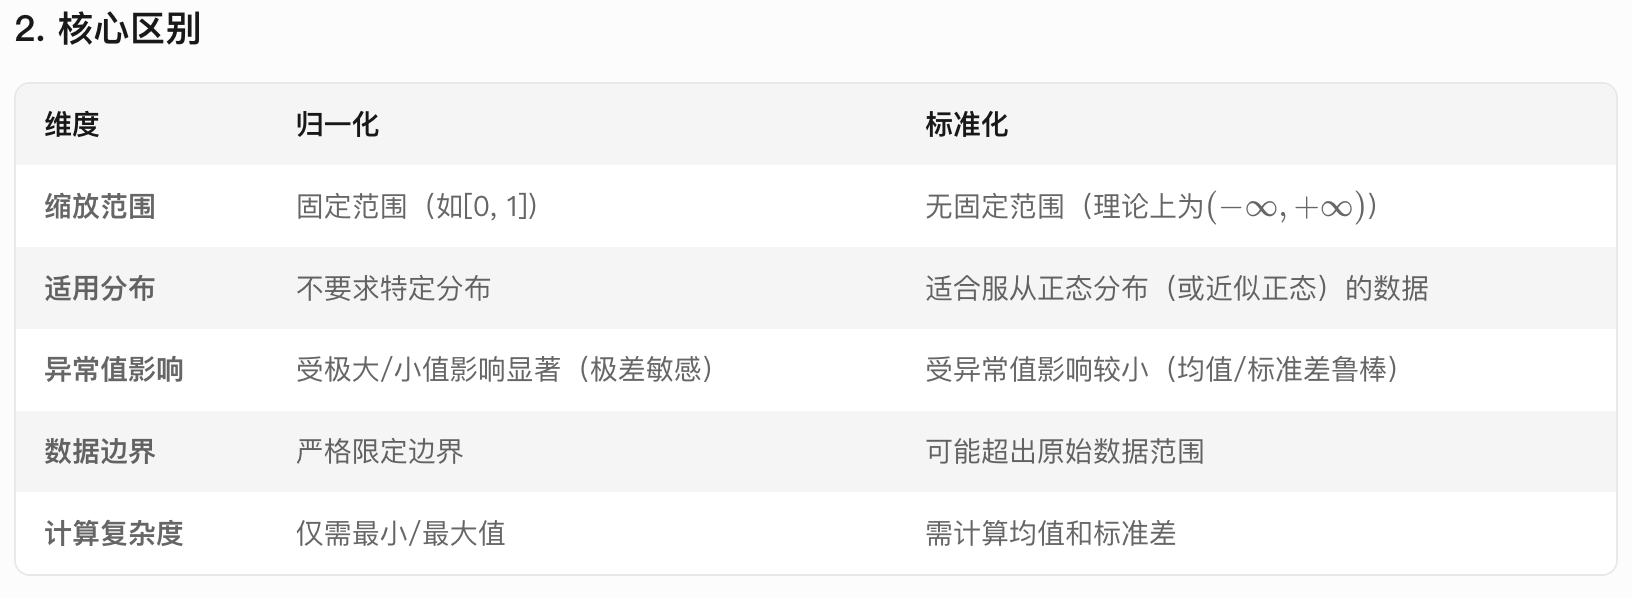 2. 核心区别
维度 归一化 标准化
缩放范围 固定范围（如[0, 1]） 无固定范围（理论上为(−∞, +∞)）
适用分布 不要求特定分布 适合服从正态分布（或近似正态）的数据
异常值影响 受极大/小值影响显著（极差敏感） 受异常值影响较小（均值/标准差鲁棒）
数据边界 严格限定边界 可能超出原始数据范围
计算复杂度 仅需最小/最大值 需计算均值和标准差